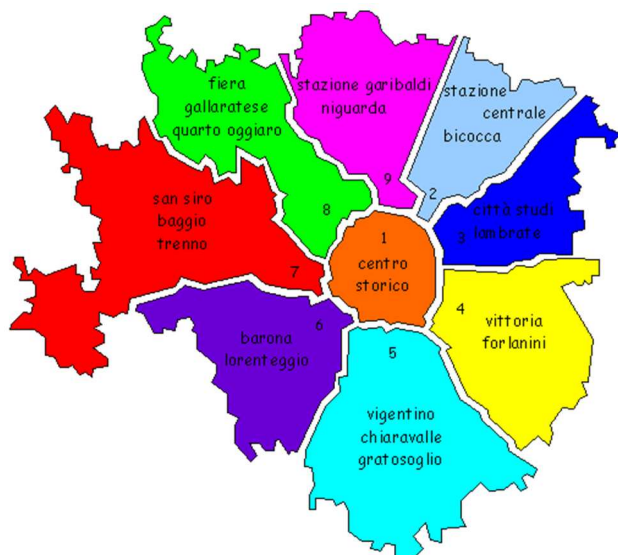 fiera
gallaratese
quarto oggiaro
8
stazione garibaldi
niguarda
9
stazione
centrale
bicocca
2
città studi
lambrate
3
san siro
baggio
trenno
7
1
centro
storico
4
vittoria
forlanini
barona
lorenteggio
6
5
vigentino
chiaravalle
gratosoglio